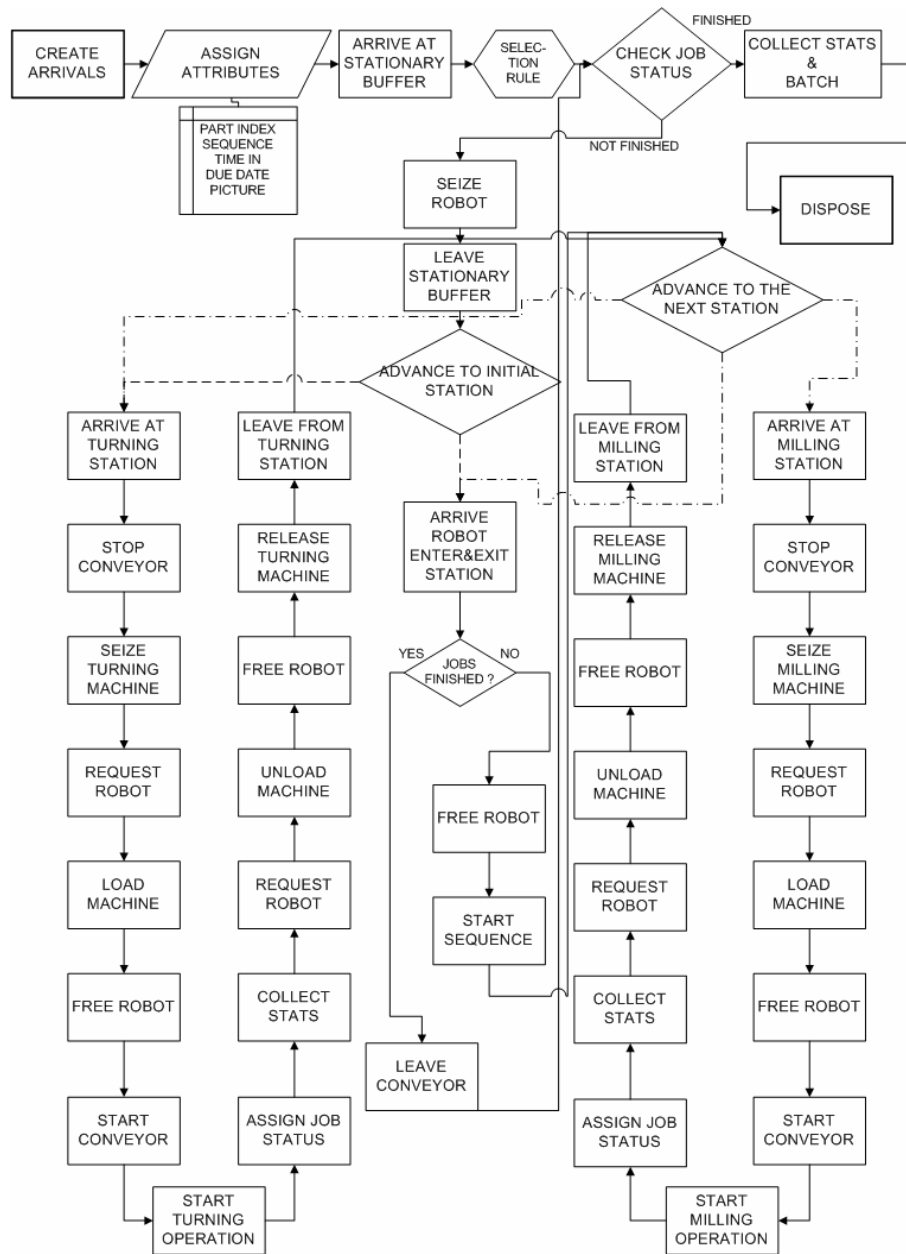 CREATE
ARRIVALS
ASSIGN
ATTRIBUTES
PART INDEX
SEQUENCE
TIME IN
DUE DATE
PICTURE
ARRIVE AT
STATIONARY
BUFFER
SELEC-
TION
RULE
CHECK JOB
STATUS
FINISHED
NOT FINISHED
COLLECT STATS
&
BATCH
DISPOSE
SEIZE
ROBOT
LEAVE
STATIONARY
BUFFER
ADVANCE TO INITIAL
STATION
ADVANCE TO THE
NEXT STATION
ARRIVE AT
TURNING
STATION
STOP
CONVEYOR
SEIZE
TURNING
MACHINE
REQUEST
ROBOT
LOAD
MACHINE
FREE ROBOT
START
CONVEYOR
START
TURNING
OPERATION
ASSIGN JOB
STATUS
COLLECT
STATS
REQUEST
ROBOT
UNLOAD
MACHINE
FREE ROBOT
RELEASE
TURNING
MACHINE
LEAVE FROM
TURNING
STATION
ARRIVE
ROBOT
ENTER&EXIT
STATION
JOBS
FINISHED ?
YES
NO
FREE ROBOT
START
SEQUENCE
LEAVE
CONVEYOR
ARRIVE AT
MILLING
STATION
STOP
CONVEYOR
SEIZE
MILLING
MACHINE
REQUEST
ROBOT
LOAD
MACHINE
FREE ROBOT
START
CONVEYOR
START
MILLING
OPERATION
ASSIGN JOB
STATUS
COLLECT
STATS
REQUEST
ROBOT
UNLOAD
MACHINE
FREE ROBOT
RELEASE
MILLING
MACHINE
LEAVE FROM
MILLING
STATION